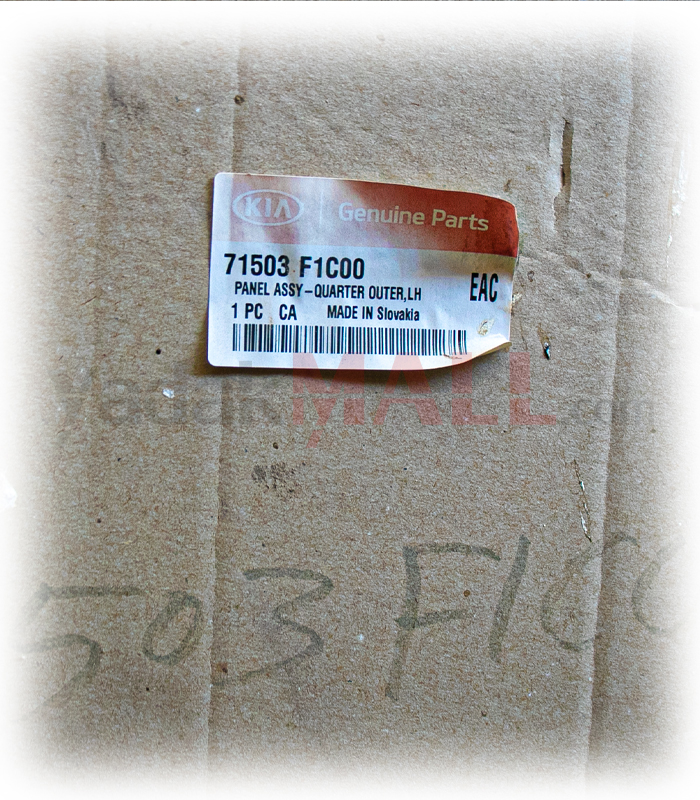 KIA Genuine Parts
71503 F1C00
PANEL ASSY-QUARTER OUTER,LH
EAC
1 PC CA MADE IN Slovakia
MALL
503 F1C0